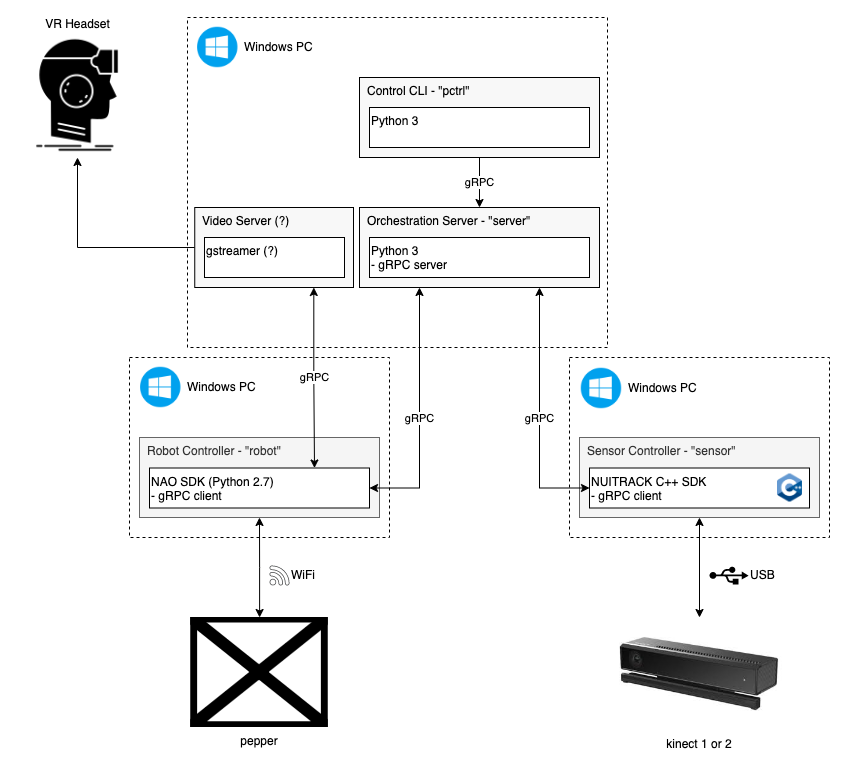 VR Headset
Windows PC
Control CLI - "pctrl"
Python 3
gRPC
Video Server (?)
gstreamer (?)
Orchestration Server - "server"
Python 3
- gRPC server
gRPC
gRPC
gRPC
Windows PC
Robot Controller - "robot"
NAO SDK (Python 2.7)
- gRPC client
Windows PC
Sensor Controller - "sensor"
NUITRACK C++ SDK
- gRPC client
C++
WiFi
USB
pepper
kinect 1 or 2